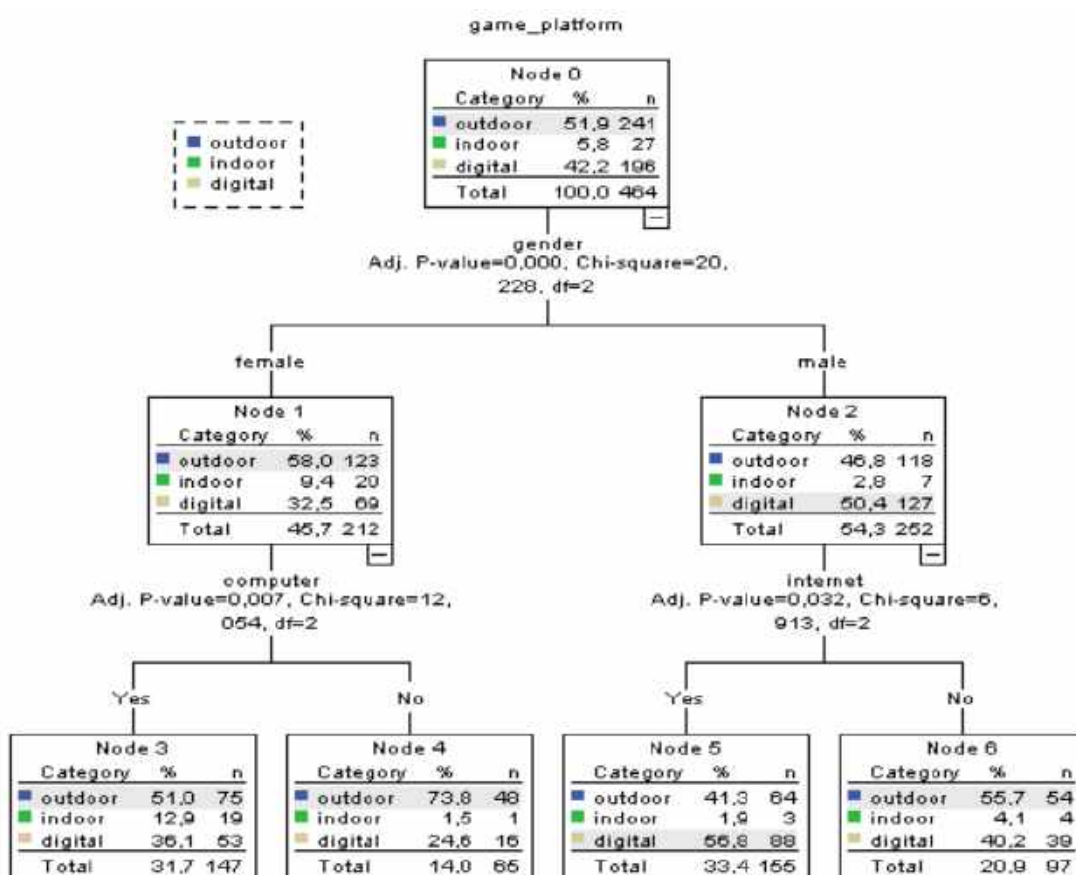 game_platform
Node 0
Category % n
outdoor 51,9 241
indoor 5,8 27
digital 42,2 196
Total 100,0 464
outdoor
indoor
digital
gender
Adj. P-value=0,000, Chi-square=20,
228, df=2
female
male
Node 1
Category % n
outdoor 58,0 123
indoor 9,4 20
digital 32,5 69
Total 45,7 212
Node 2
Category % n
outdoor 46,8 118
indoor 2,8 7
digital 50,4 127
Total 54,3 252
computer
Adj. P-value=0,007, Chi-square=12,
054, df=2
internet
Adj. P-value=0,032, Chi-square=6,
913, df=2
Yes
No
Yes
No
Node 3
Category % n
outdoor 51,0 75
indoor 12,9 19
digital 36,1 53
Total 31,7 147
Node 4
Category % n
outdoor 73,8 48
indoor 1,5 1
digital 24,6 16
Total 14,0 65
Node 5
Category % n
outdoor 41,3 64
indoor 1,9 3
digital 56,8 88
Total 33,4 155
Node 6
Category % n
outdoor 55,7 54
indoor 4,1 4
digital 40,2 39
Total 20,9 97